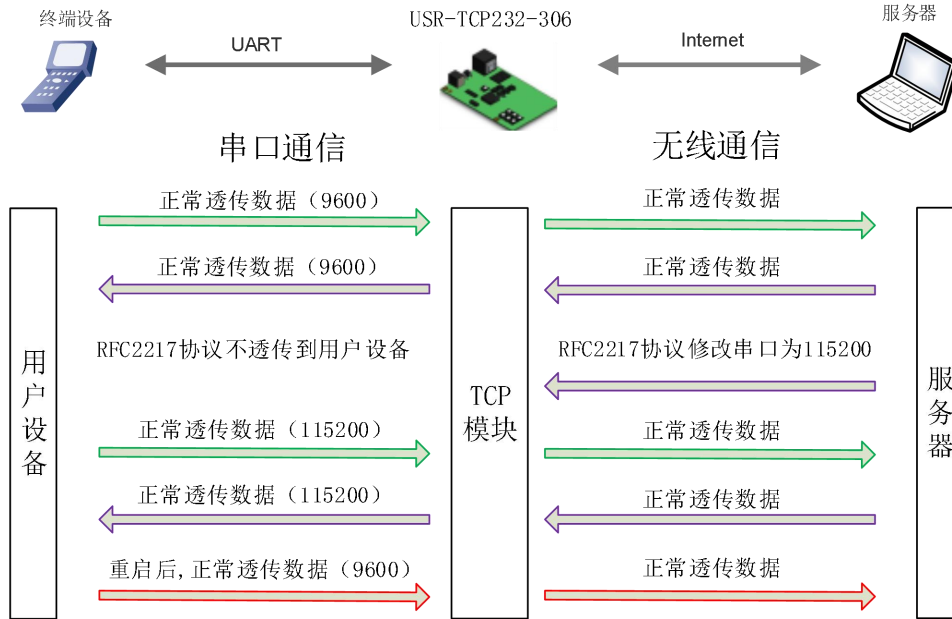 终端设备
USR-TCP232-306
服务器
UART
Internet
串口通信
无线通信
正常透传数据（9600）
正常透传数据
正常透传数据（9600）
正常透传数据
RFC2217协议不透传到用户设备
RFC2217协议修改串口为115200
用户设备
TCP
模块
服务器
正常透传数据（115200）
正常透传数据
正常透传数据（115200）
正常透传数据
重启后,正常透传数据（9600）
正常透传数据